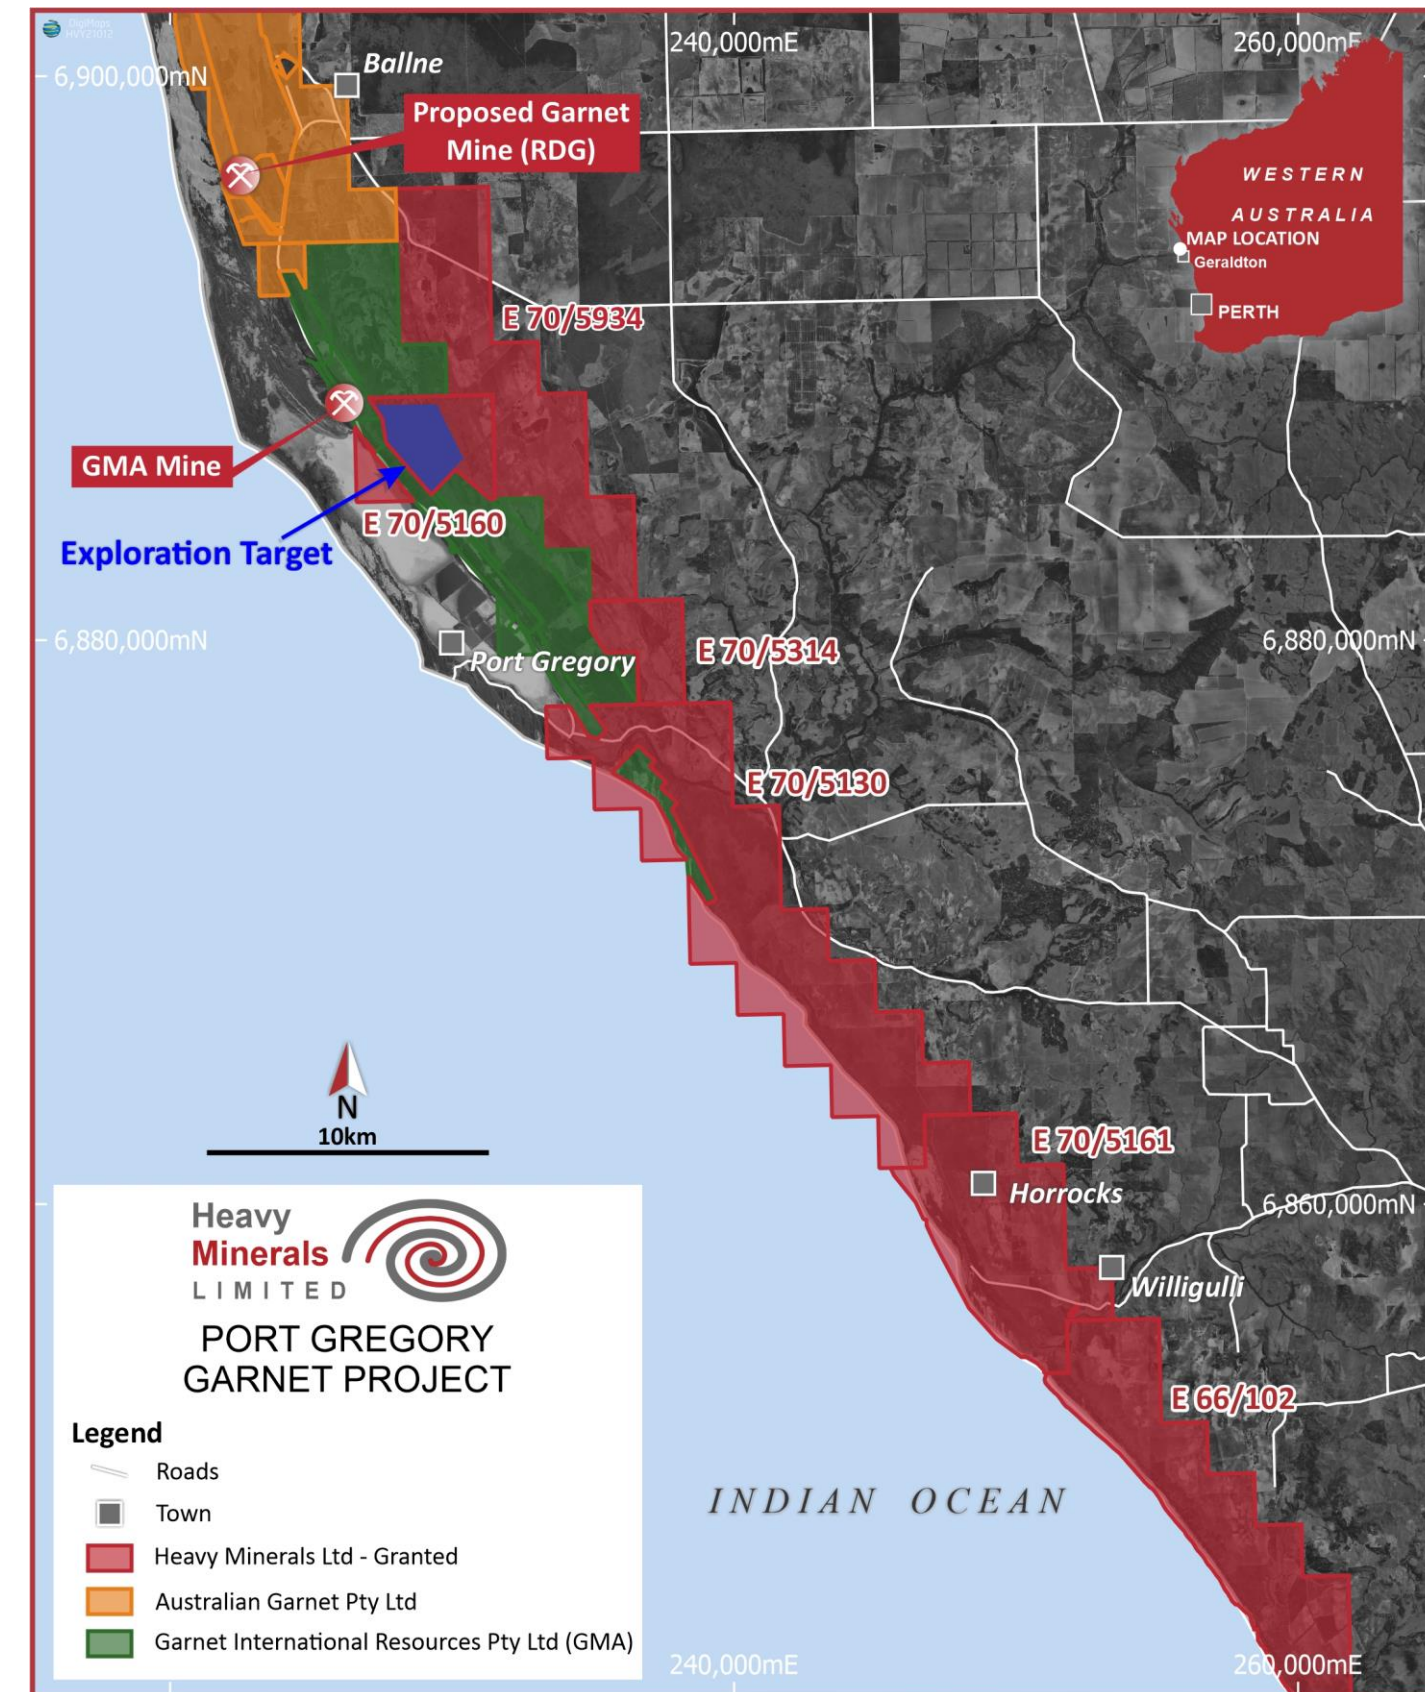 DigiMaps
HVY21012
240,000mE
260,000mE
6,900,000mN
Ballne
Proposed Garnet
Mine (RDG)
WESTERN
AUSTRALIA
MAP LOCATION
Geraldton
PERTH
E 70/5934
GMA Mine
E 70/5160
Exploration Target
6,880,000mN
6,880,000mN
Port Gregory
E 70/5314
E 70/5130
N
10km
E 70/5161
Horrocks
6,860,000mN
Willigulli
E 66/102
INDIAN OCEAN
Heavy
Minerals
LIMITED
PORT GREGORY
GARNET PROJECT
Legend
Roads
Town
Heavy Minerals Ltd - Granted
Australian Garnet Pty Ltd
Garnet International Resources Pty Ltd (GMA)
240,000mE
260,000mE